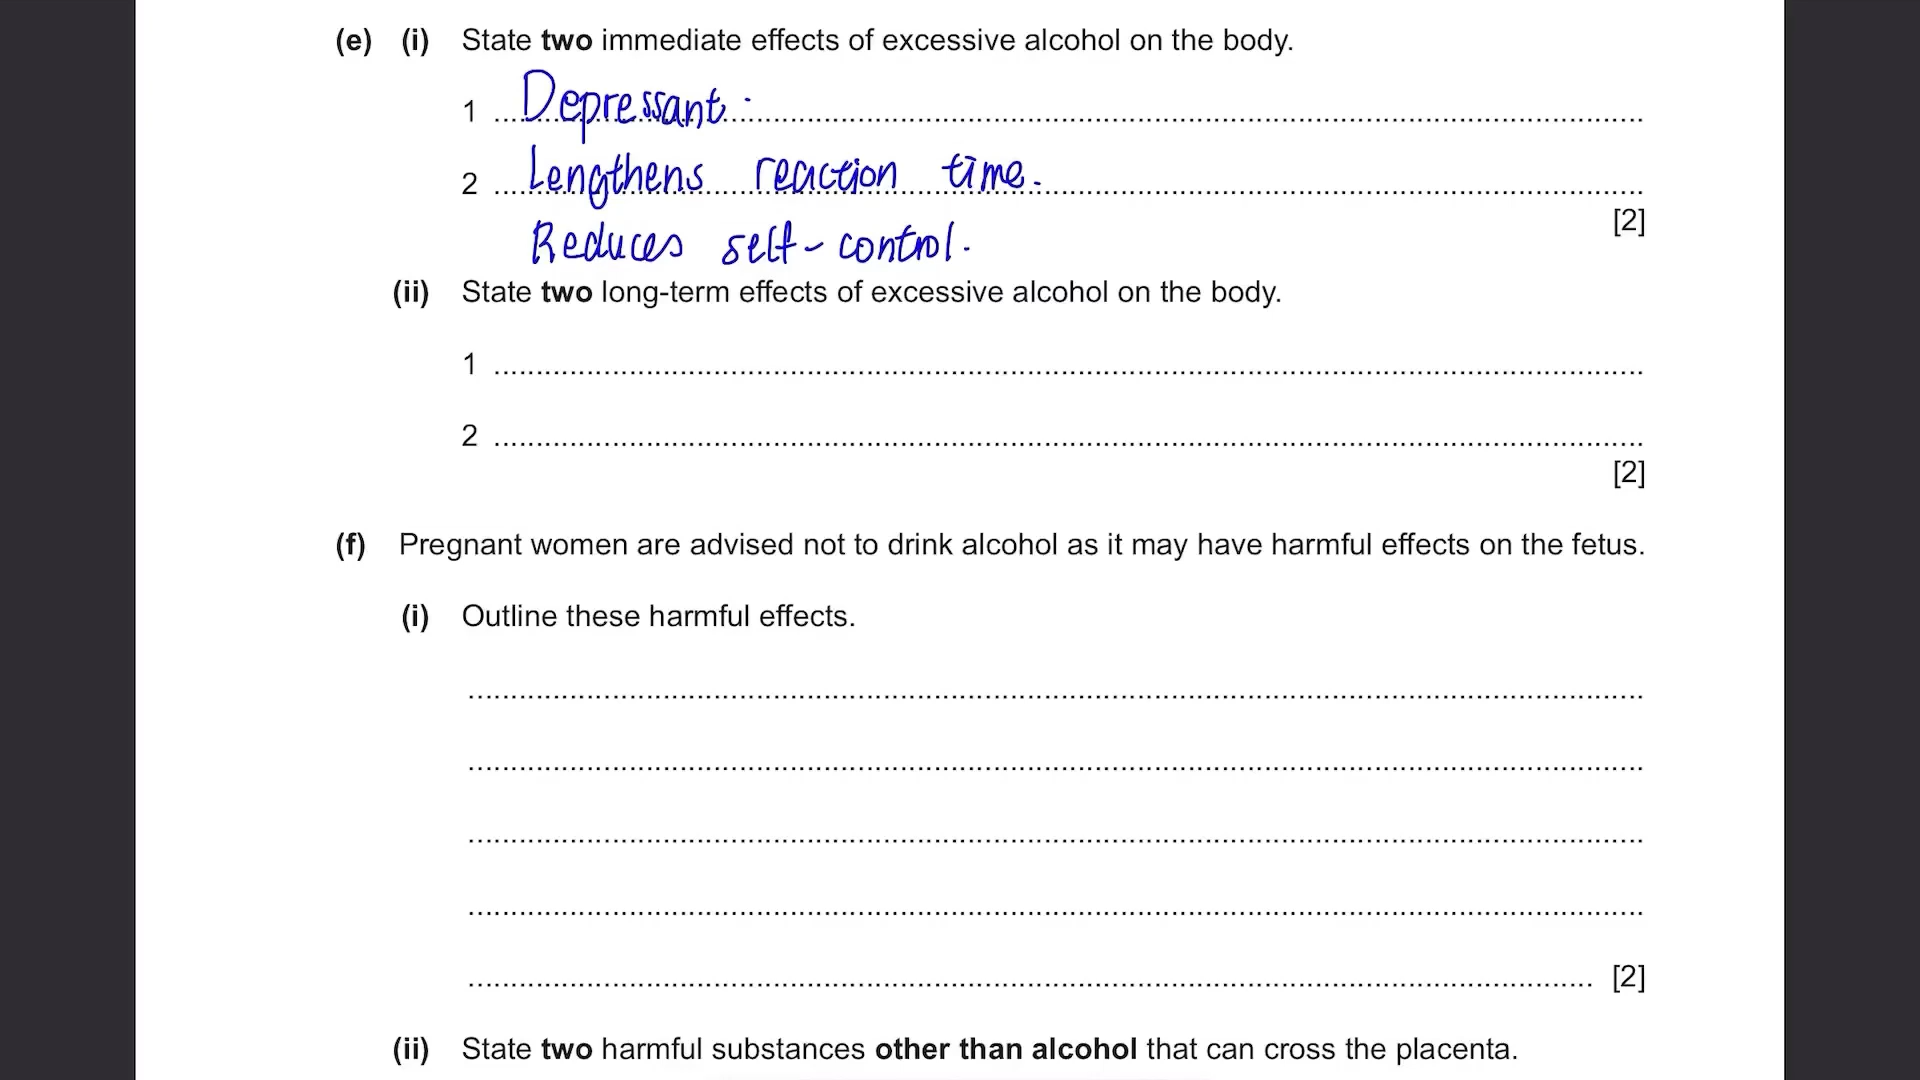 (e) (i) State two immediate effects of excessive alcohol on the body.
1 Depressant.
2 Lengthens reaction time.
[2]
Reduces self-control.
(ii) State two long-term effects of excessive alcohol on the body.
1
2
[2]
(f) Pregnant women are advised not to drink alcohol as it may have harmful effects on the fetus.
(i) Outline these harmful effects.
[2]
(ii) State two harmful substances other than alcohol that can cross the placenta.